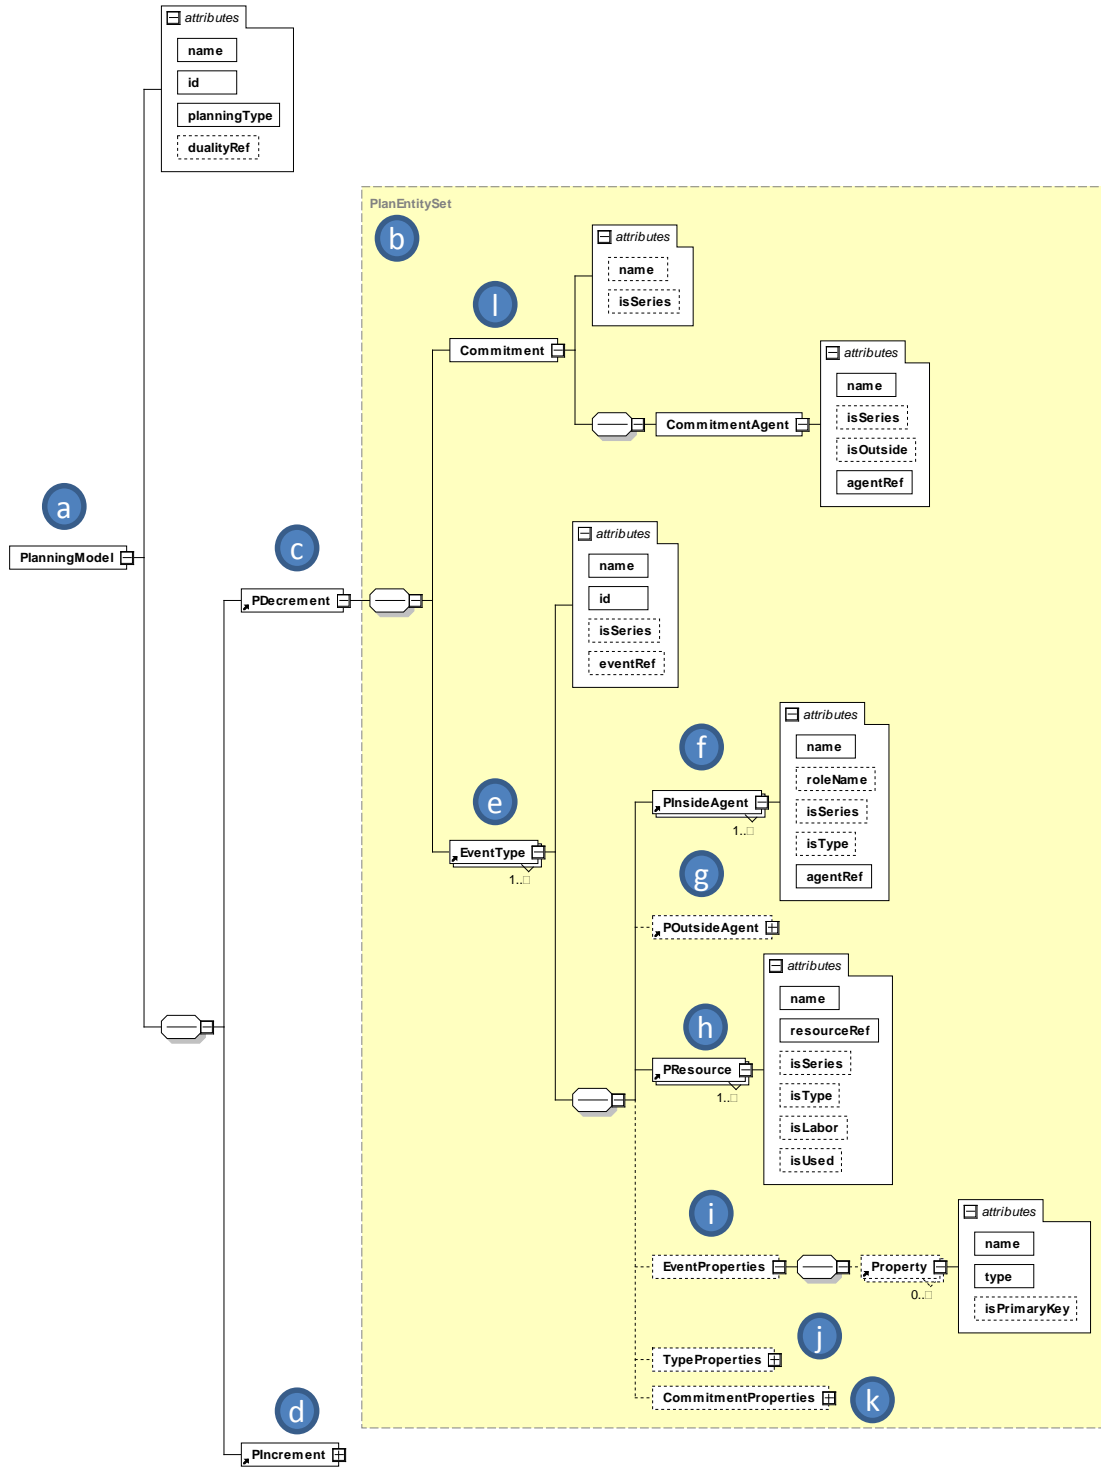 attributes
name
id
planningType
dualityRef
PlanEntitySet
b
attributes
name
isSeries
l
Commitment
attributes
name
isSeries
isOutside
agentRef
CommitmentAgent
a
PlanningModel
c
PDecrement
attributes
name
id
isSeries
eventRef
e
EventType
1..
attributes
name
roleName
isSeries
isType
agentRef
f
PInsideAgent
1..
g
POutsideAgent
attributes
name
resourceRef
isSeries
isType
isLabor
isUsed
h
PResource
1..
i
EventProperties
Property
0..
attributes
name
type
isPrimaryKey
j
TypeProperties
CommitmentProperties
k
d
PIncrement